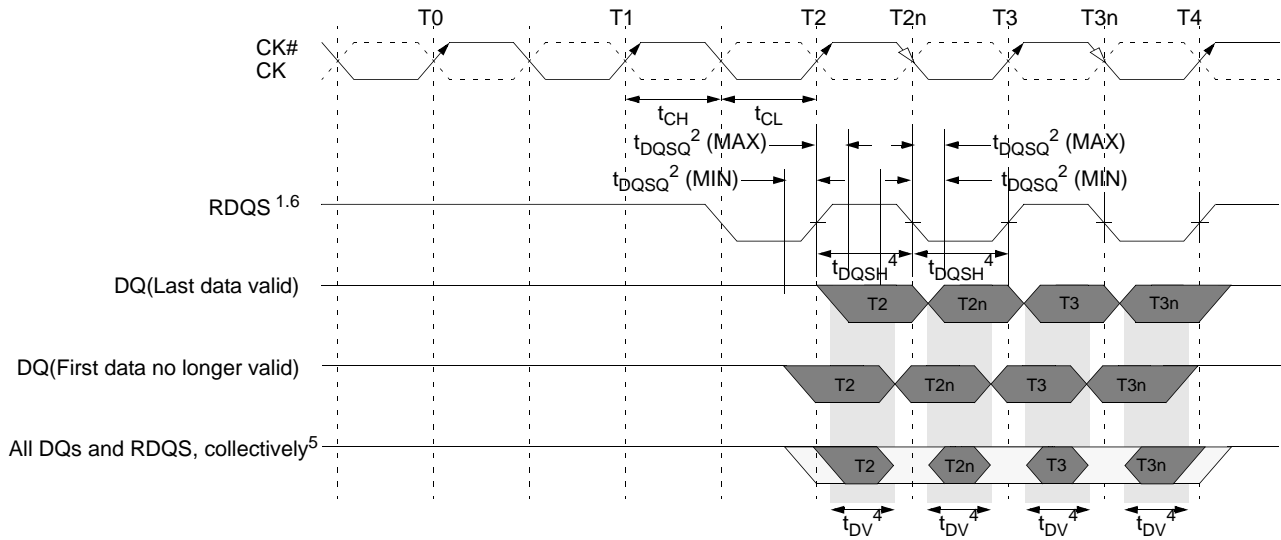 T0 T1 T2 T2n T3 T3n T4
CK#
CK
tCH tCL
tDQSQ2 (MAX) tDQSQ2 (MAX)
tDQSQ2 (MIN) tDQSQ2 (MIN)
RDQS 1.6
tDQSH4 tDQSH4
DQ(Last data valid)
T2 T2n T3 T3n
DQ(First data no longer valid)
T2 T2n T3 T3n
All DQs and RDQS, collectively5
T2 T2n T3 T3n
tDV4 tDV4 tDV4 tDV4